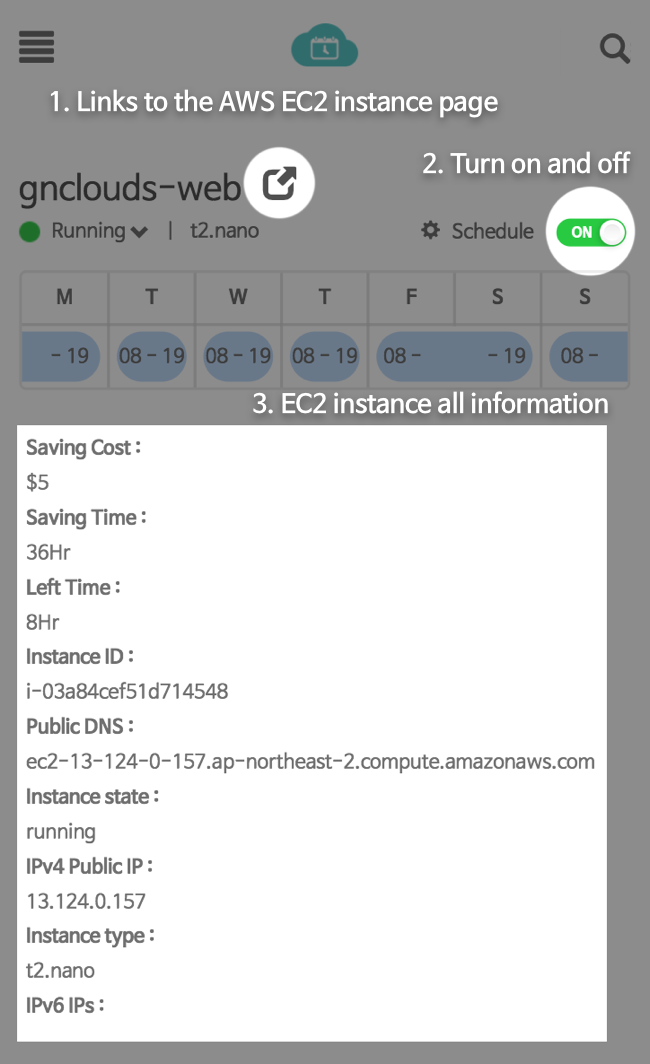 1. Links to the AWS EC2 instance page
2. Turn on and off
gnclouds-web
Running | t2.nano Schedule ON
M T W T F S S
- 19 08 - 19 08 - 19 08 - 19 08 - - 19 08 -
3. EC2 instance all information
Saving Cost :
$5
Saving Time :
36Hr
Left Time :
8Hr
Instance ID :
i-03a84cef51d714548
Public DNS :
ec2-13-124-0-157.ap-northeast-2.compute.amazonaws.com
Instance state :
running
IPv4 Public IP :
13.124.0.157
Instance type :
t2.nano
IPv6 IPs :